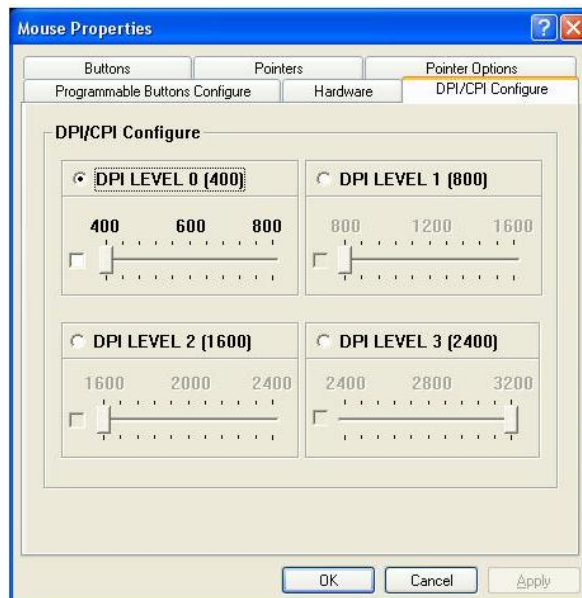 Mouse Properties
Buttons Pointers Pointer Options
Programmable Buttons Configure Hardware DPI/CPI Configure
DPI/CPI Configure
DPI LEVEL 0 (400) DPI LEVEL 1 (800)
400 600 800 800 1200 1600
DPI LEVEL 2 (1600) DPI LEVEL 3 (2400)
1600 2000 2400 2400 2800 3200
OK Cancel Apply